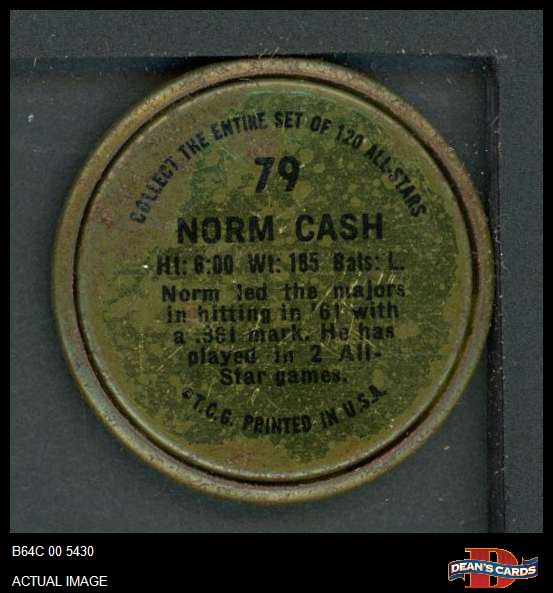 COLLECT THE ENTIRE SET OF 120 ALL-STARS
79
NORM CASH
Ht: 6:00 Wt: 185 Bats: L.
Norm led the majors
in hitting in '61 with
a .361 mark. He has
played in 2 All-
Star games.
©T.C.G. PRINTED IN U.S.A.
B64C 00 5430
ACTUAL IMAGE
D
DEAN'S CARDS